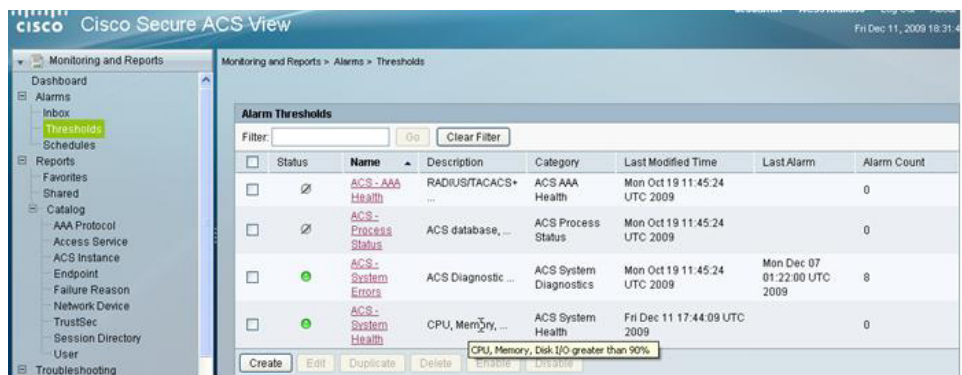 CISCO Cisco Secure ACS View
Fri Dec 11, 2009 18:31:4
Monitoring and Reports
Dashboard
Alarms
Inbox
Thresholds
Schedules
Reports
Favorites
Shared
Catalog
AAA Protocol
Access Service
ACS Instance
Endpoint
Failure Reason
Network Device
TrustSec
Session Directory
User
Troubleshooting
Monitoring and Reports > Alarms > Thresholds
Alarm Thresholds
Filter: Go Clear Filter
Status Name Description Category Last Modified Time Last Alarm Alarm Count
ACS - AAA Health RADIUS/TACACS+ ... ACS AAA Health Mon Oct 19 11:45:24 UTC 2009 0
ACS - Process Status ACS database, ... ACS Process Status Mon Oct 19 11:45:24 UTC 2009 0
ACS - System Errors ACS Diagnostic ... ACS System Diagnostics Mon Oct 19 11:45:24 UTC 2009 Mon Dec 07 01:22:00 UTC 2009 8
ACS - System Health CPU, Memory, ... ACS System Health Fri Dec 11 17:44:09 UTC 2009 0
CPU, Memory, Disk I/O greater than 90%
Create Edit Duplicate Delete Enable Disable